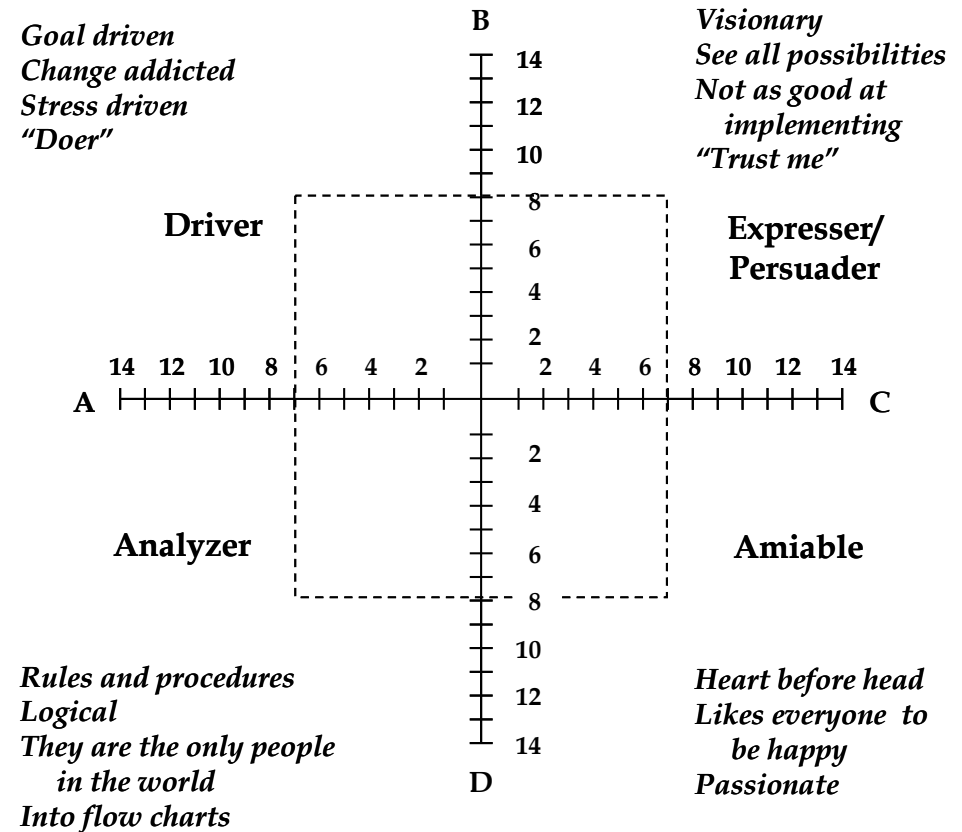 Goal driven
Change addicted
Stress driven
“Doer”
B
Visionary
See all possibilities
Not as good at
implementing
“Trust me”
14
12
10
8
6
4
2
Driver
Expresser/
Persuader
A
14 12 10 8 6 4 2
2 4 6 8 10 12 14
C
2
4
6
8
10
12
14
D
Analyzer
Amiable
Rules and procedures
Logical
They are the only people
in the world
Into flow charts
Heart before head
Likes everyone to
be happy
Passionate